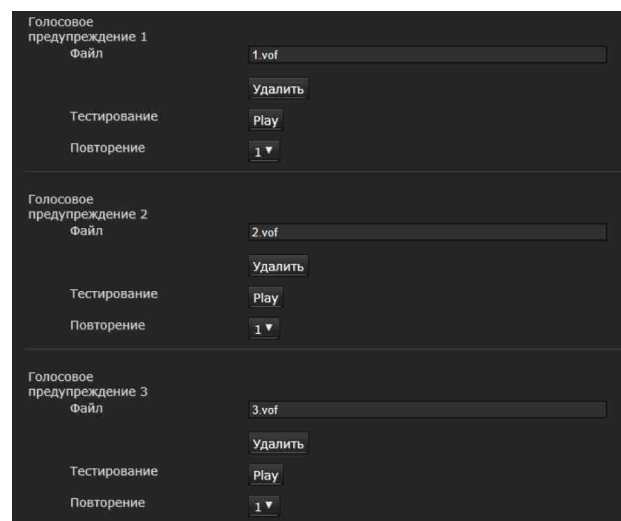 Голосовое
предупреждение 1
Файл 1.vof
Удалить
Тестирование Play
Повторение 1
Голосовое
предупреждение 2
Файл 2.vof
Удалить
Тестирование Play
Повторение 1
Голосовое
предупреждение 3
Файл 3.vof
Удалить
Тестирование Play
Повторение 1